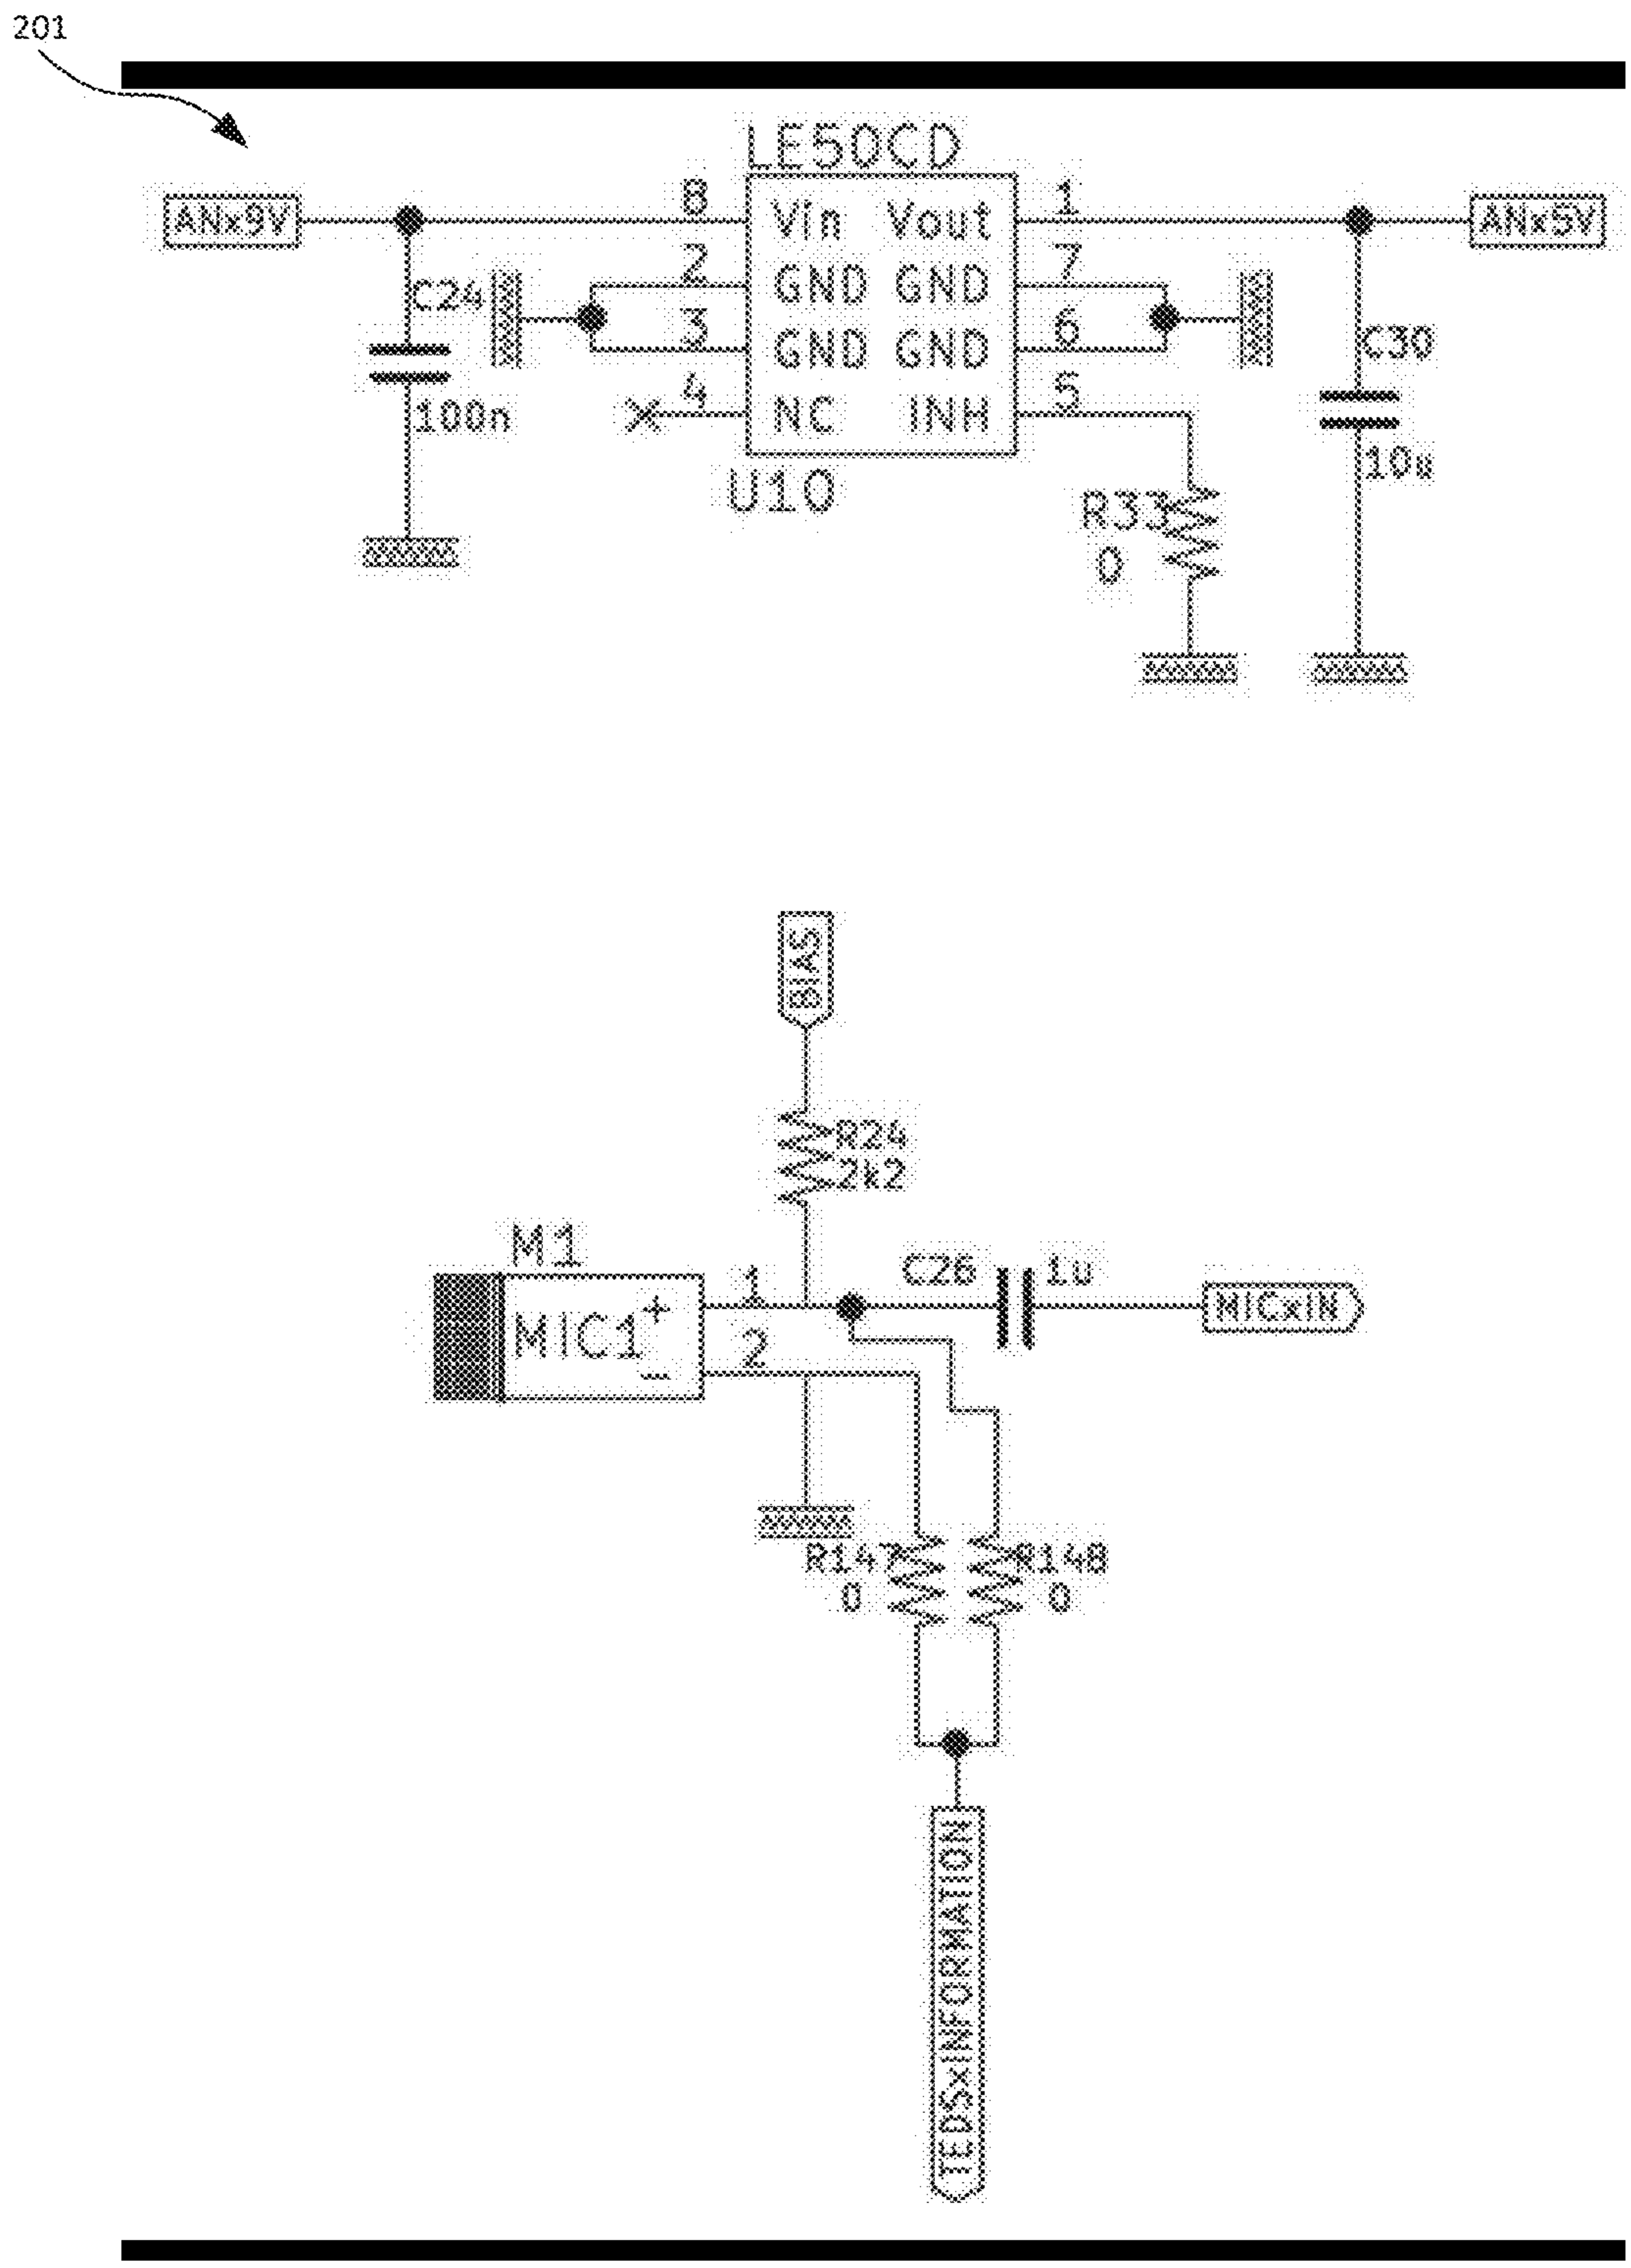 201
LE50CD
ANx9V
8
Vin
Vout
1
ANx5V
2
GND
GND
7
C24
3
GND
GND
6
C30
4
NC
INH
5
100n
10u
U10
R33
0
BIAS
R24
2k2
M1
1
C26
1u
MIC1
+
MICxIN
2
−
R147
0
R148
0
TEDSxINFORMATION